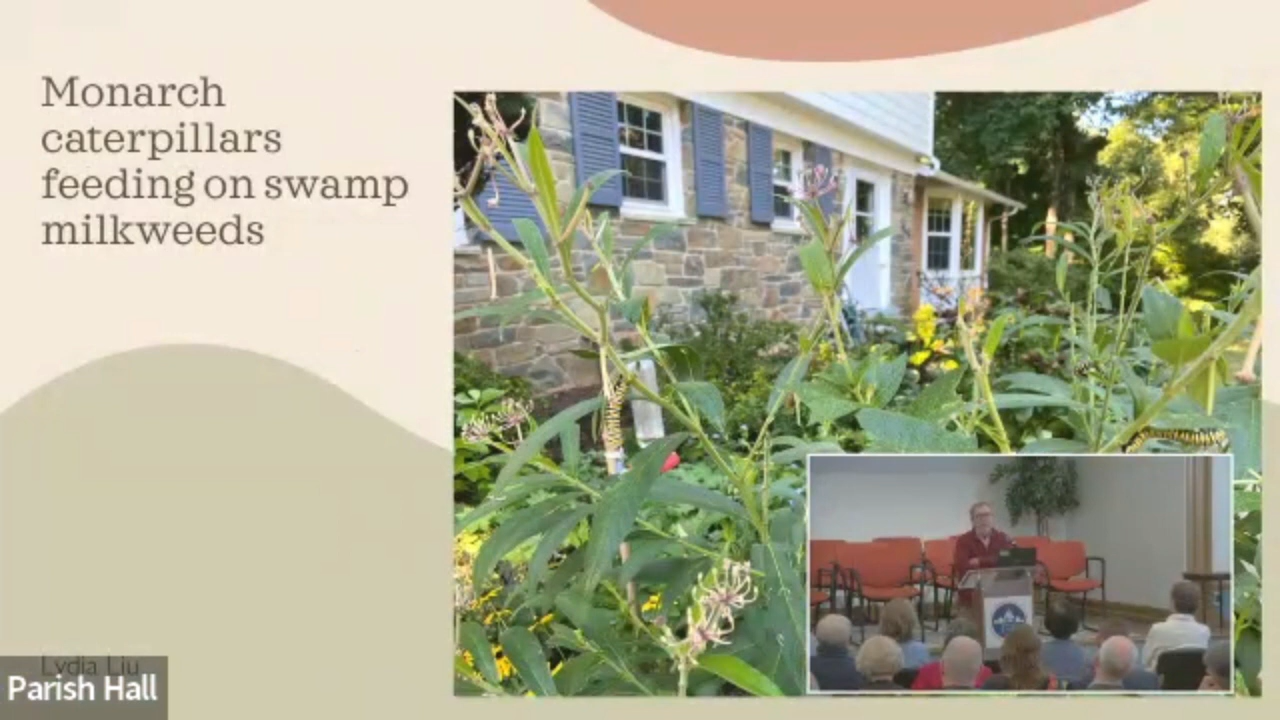 Monarch
caterpillars
feeding on swamp
milkweeds
Lydia Liu
Parish Hall